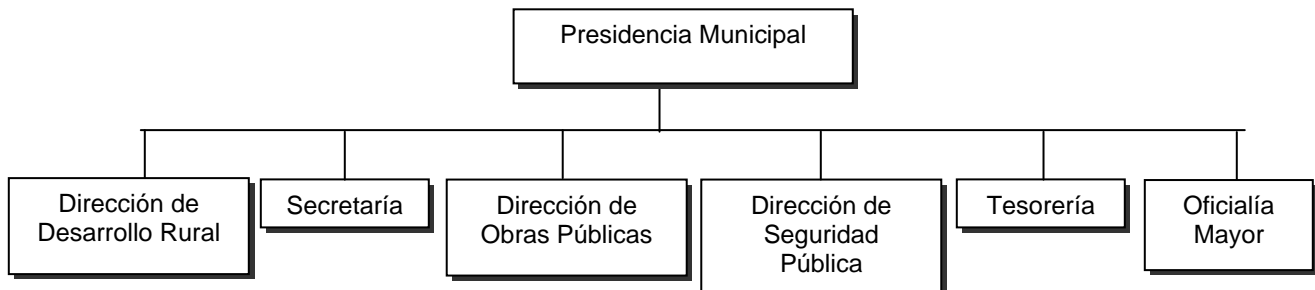 Presidencia Municipal
Dirección de
Desarrollo Rural
Secretaría
Dirección de
Obras Públicas
Dirección de
Seguridad
Pública
Tesorería
Oficialía
Mayor